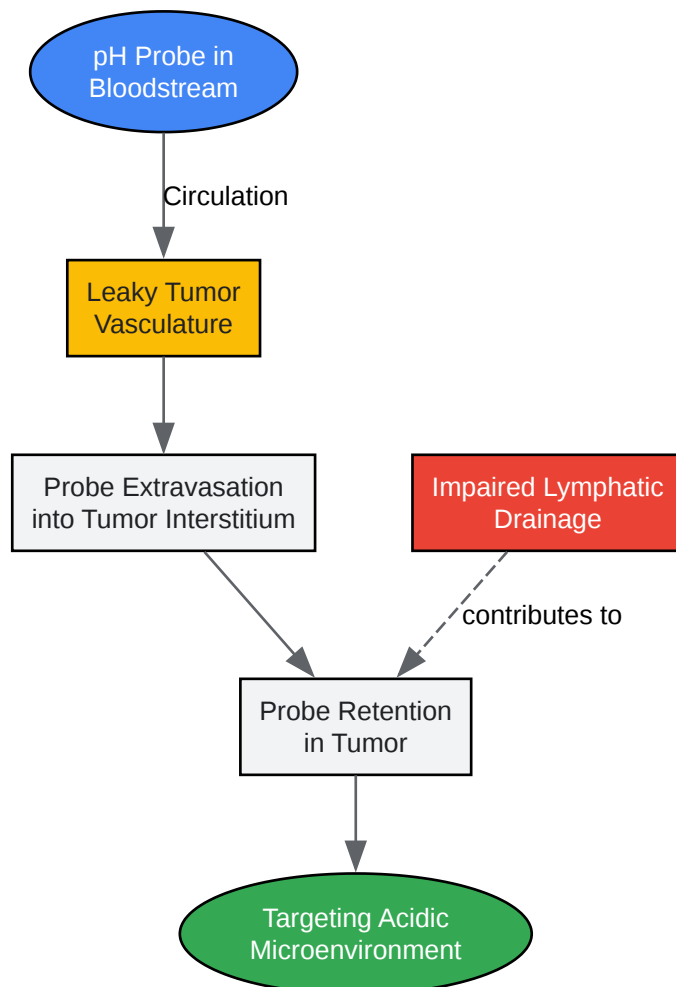 pH Probe in
Bloodstream
Circulation
Leaky Tumor
Vasculature
Probe Extravasation
into Tumor Interstitium
Impaired Lymphatic
Drainage
contributes to
Probe Retention
in Tumor
Targeting Acidic
Microenvironment